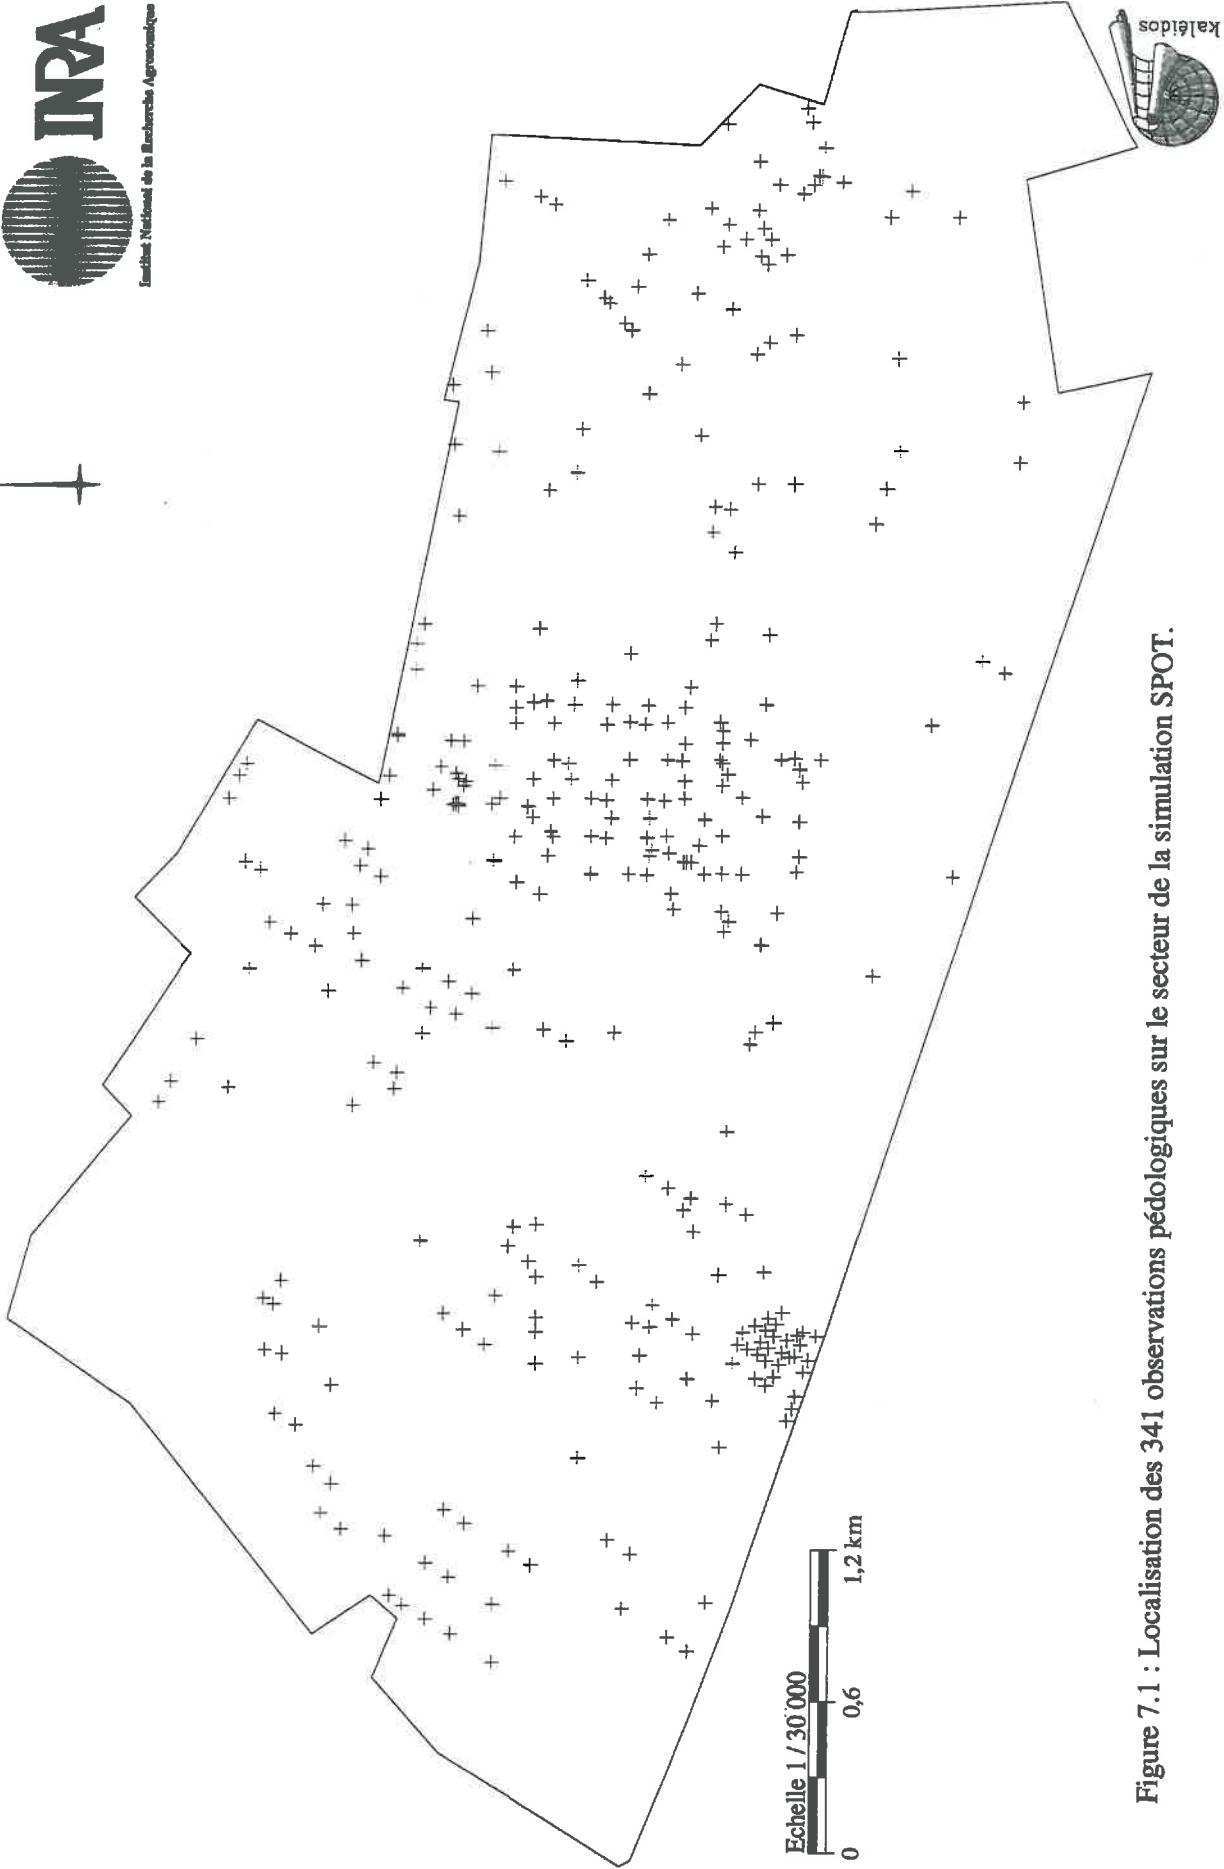 INRA
Institut National de la Recherche Agronomique
kaléidos
Echelle 1 / 30 000
0 0,6 1,2 km
Figure 7.1 : Localisation des 341 observations pédologiques sur le secteur de la simulation SPOT.